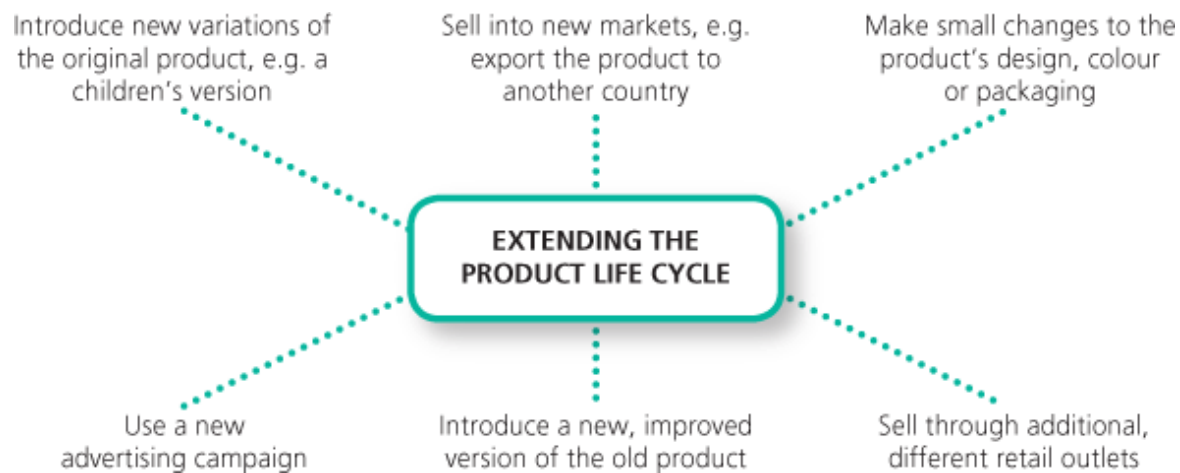 Introduce new variations
of the original product, e.g. a
children's version
Sell into new markets, e.g.
export the product to
another country
Make small changes to the
product's design, colour
or packaging
EXTENDING THE
PRODUCT LIFE CYCLE
Use a new
advertising campaign
Introduce a new, improved
version of the old product
Sell through additional,
different retail outlets